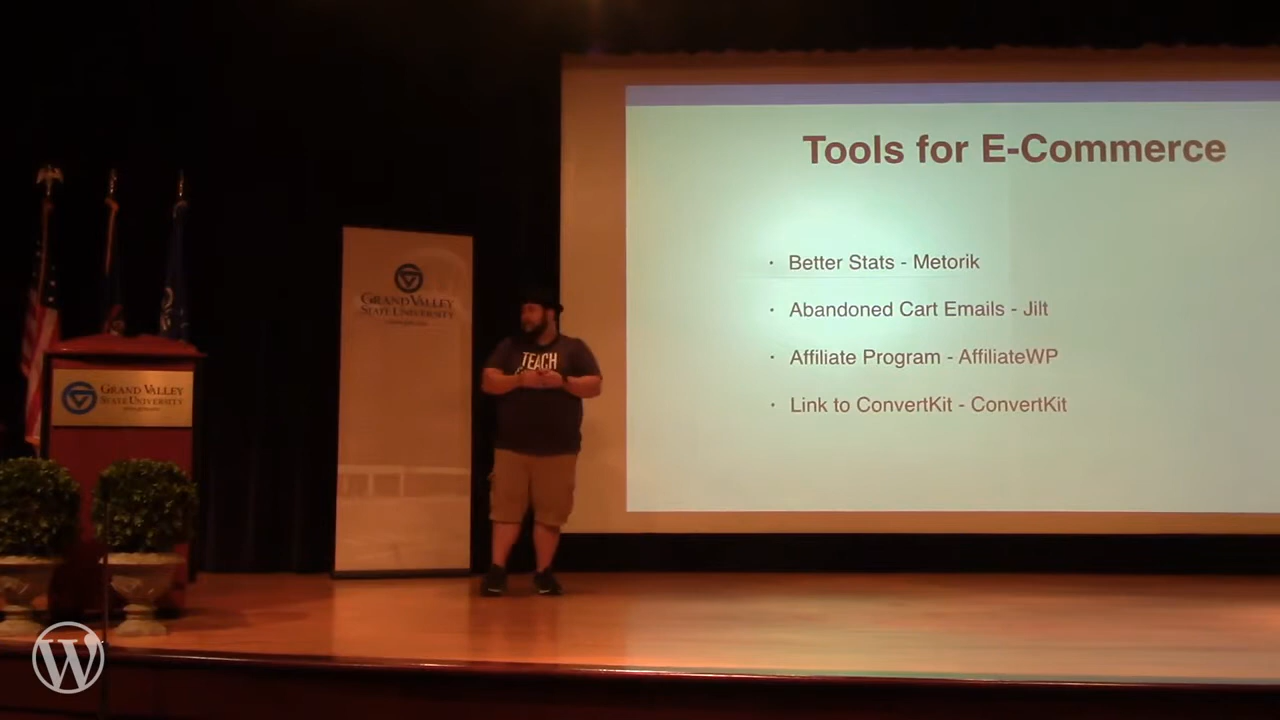 Tools for E-Commerce
· Better Stats - Metorik
· Abandoned Cart Emails - Jilt
· Affiliate Program - AffiliateWP
· Link to ConvertKit - ConvertKit
GRAND VALLEY
STATE UNIVERSITY
TEACH
GRAND VALLEY
STATE UNIVERSITY
W